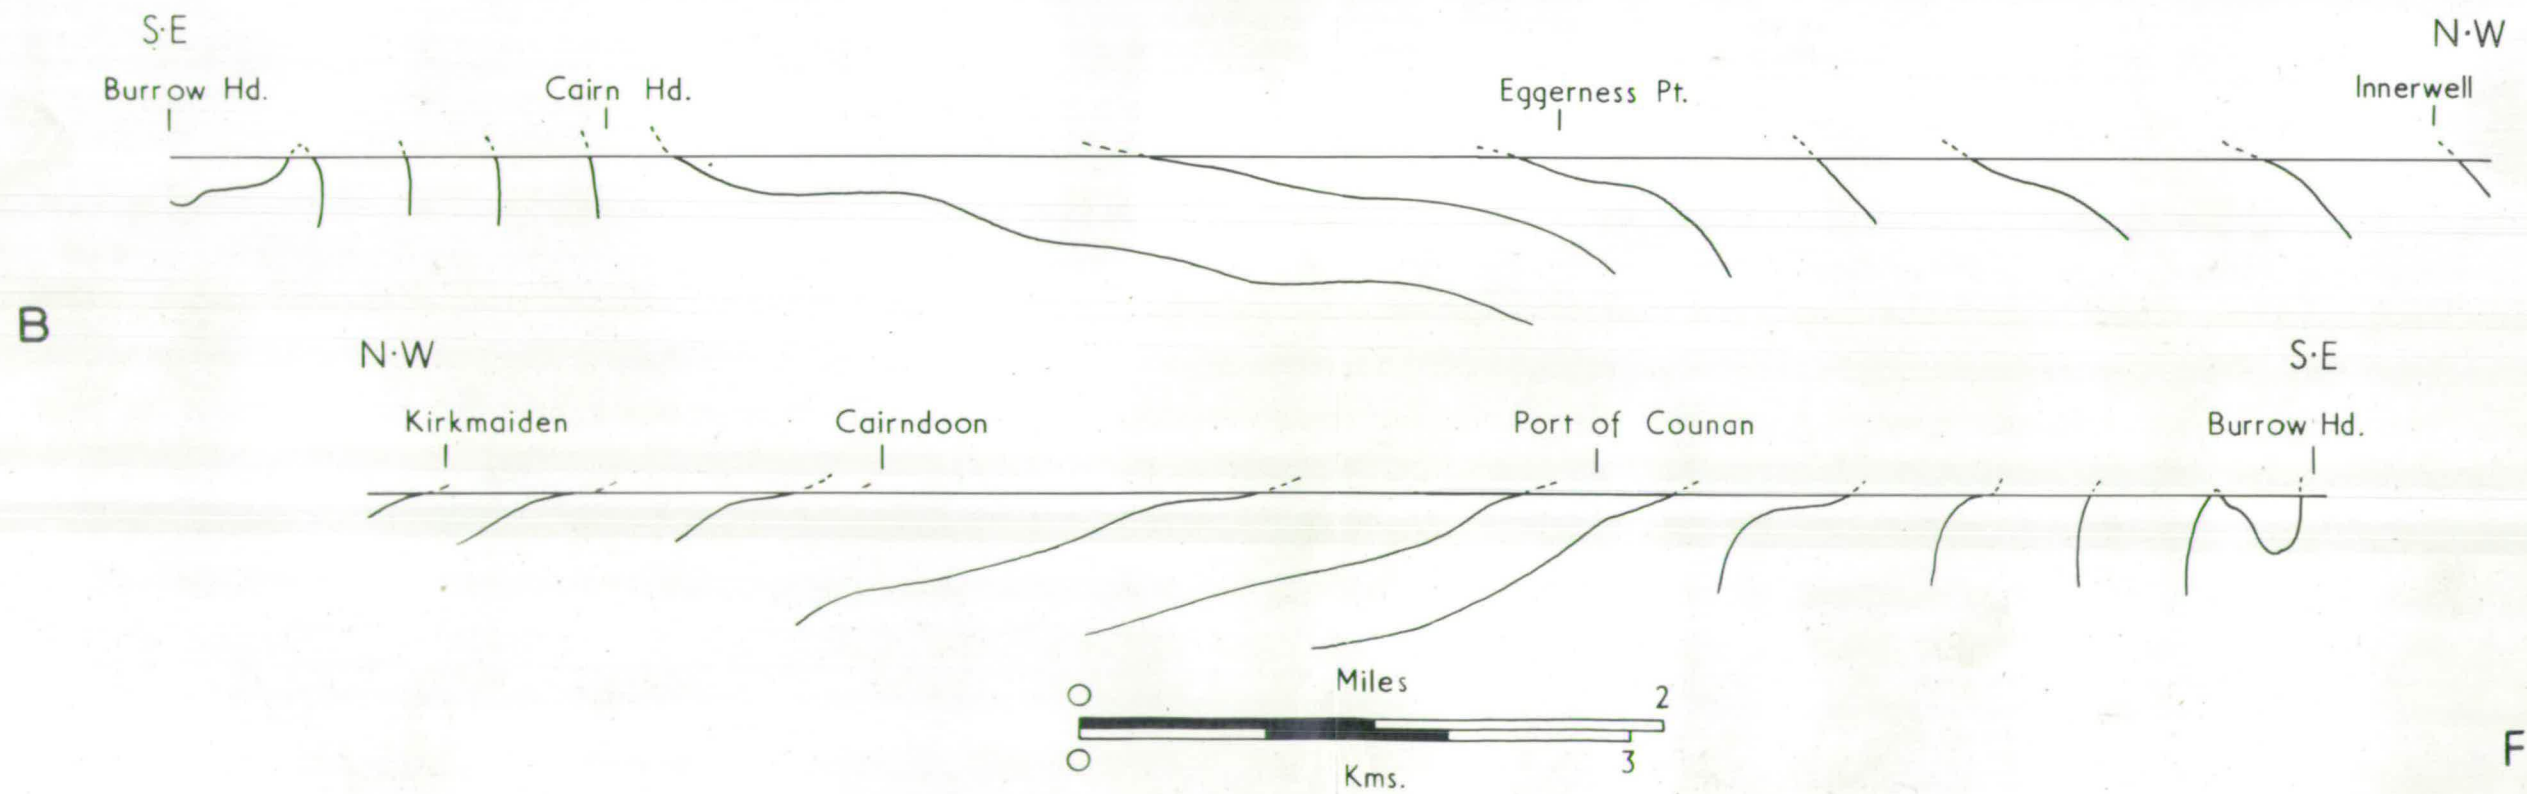 S·E N·W
Burrow Hd. Cairn Hd. Eggerness Pt. Innerwell
B
N·W S·E
Kirkmaiden Cairndoon Port of Counan Burrow Hd.
Miles
0 2
0 3
Kms.
F